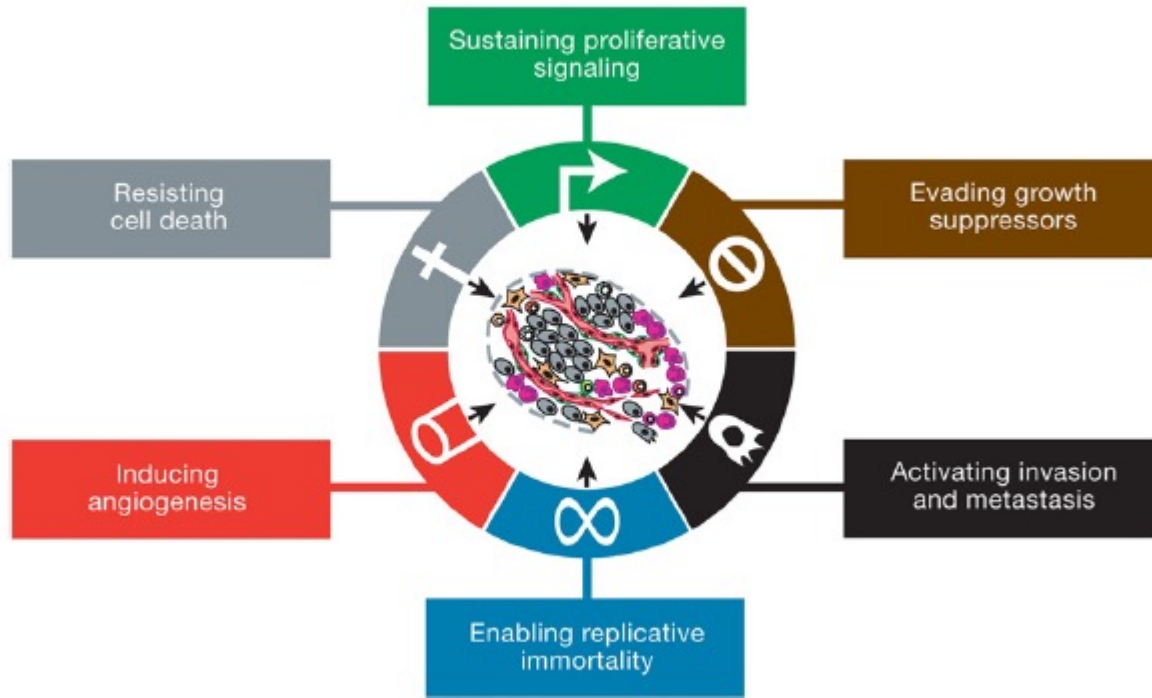 Sustaining proliferative
signaling
Resisting
cell death
Evading growth
suppressors
Inducing
angiogenesis
Activating invasion
and metastasis
Enabling replicative
immortality